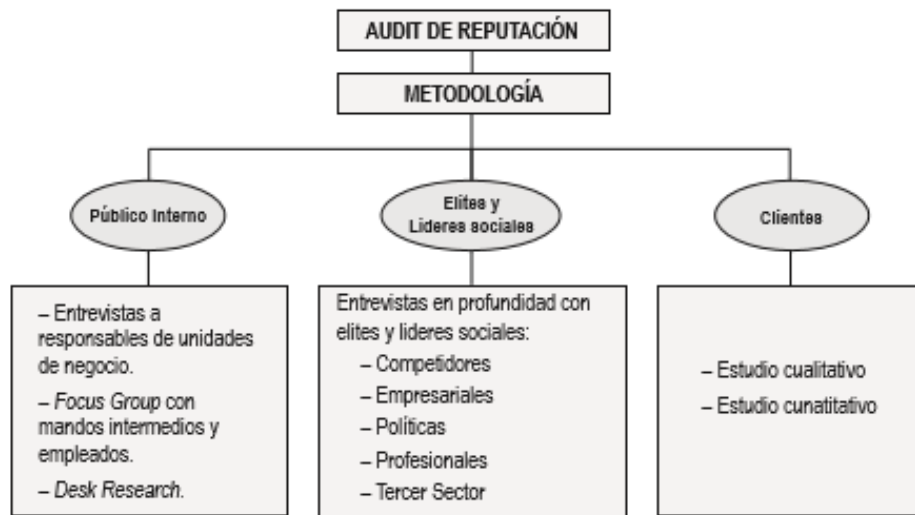 AUDIT DE REPUTACIÓN
METODOLOGÍA
Público Interno
Elites y
Lideres sociales
Clientes
– Entrevistas a
responsables de unidades
de negocio.
– Focus Group con
mandos intermedios y
empleados.
– Desk Research.
Entrevistas en profundidad con
elites y lideres sociales:
– Competidores
– Empresariales
– Políticas
– Profesionales
– Tercer Sector
– Estudio cualitativo
– Estudio cunatitativo